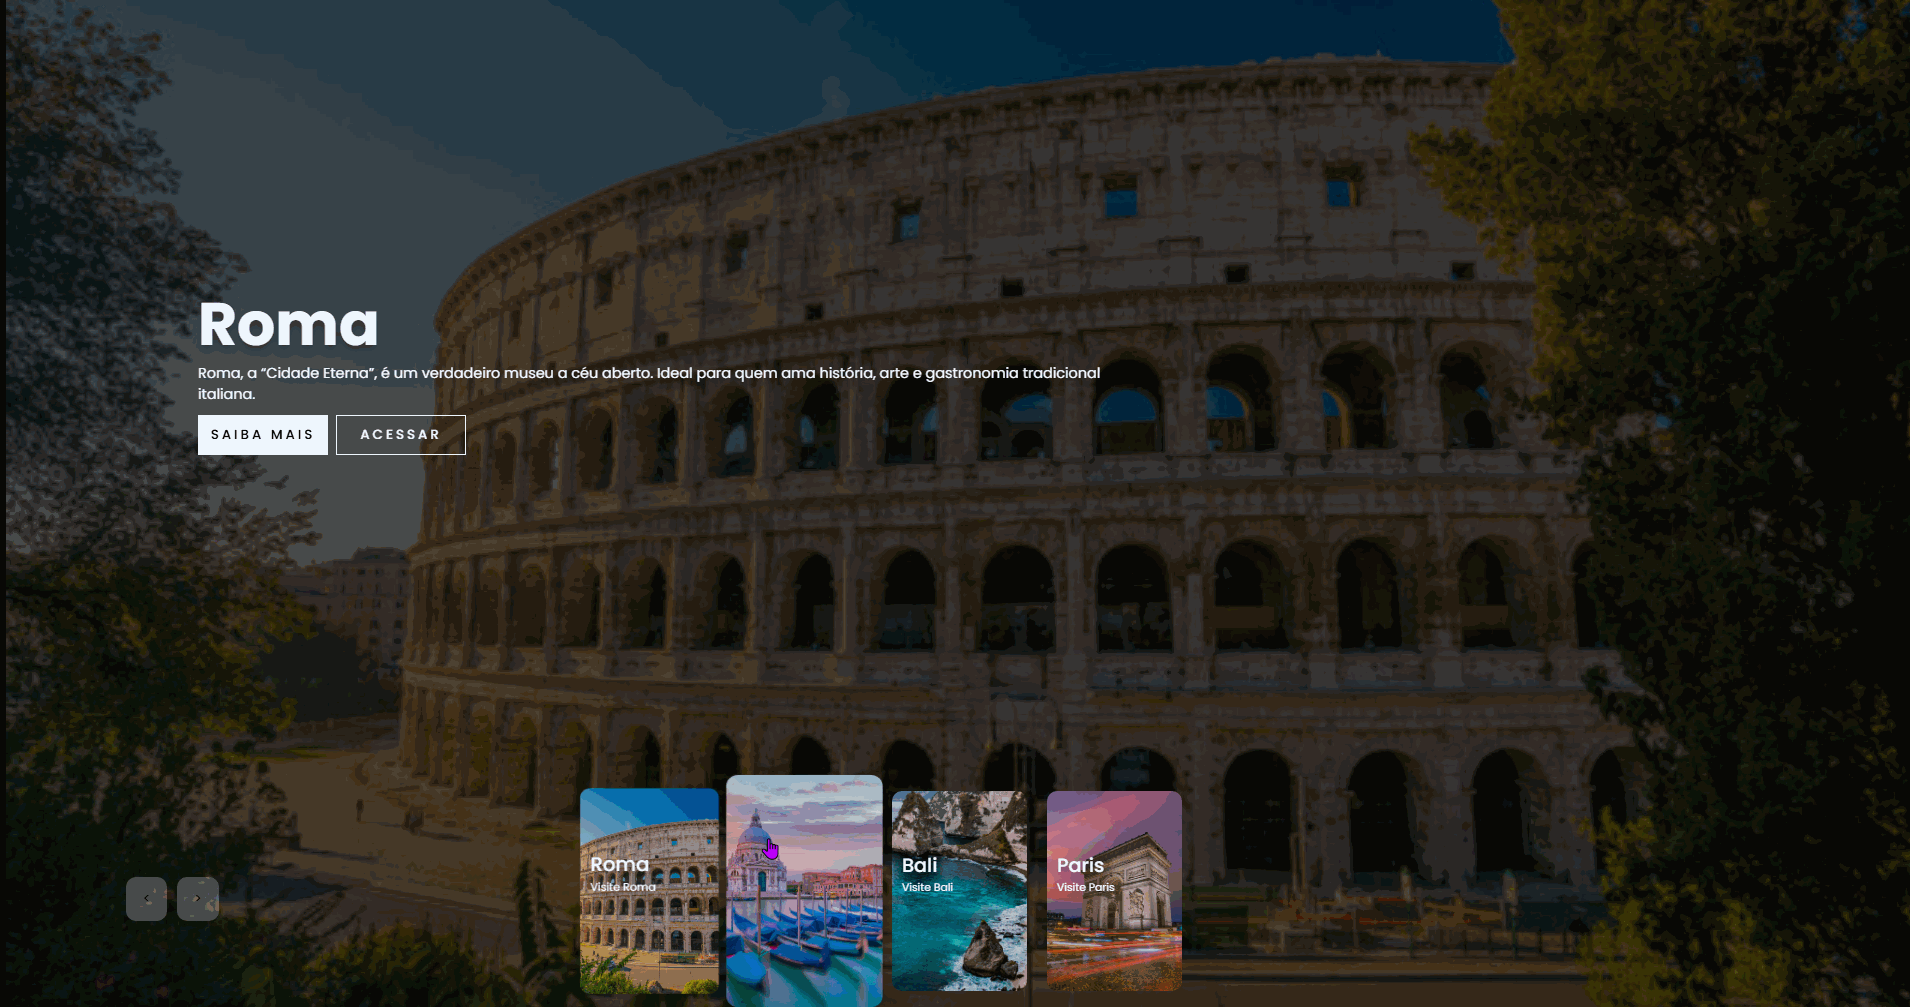 Roma
Roma, a “Cidade Eterna”, é um verdadeiro museu a céu aberto. Ideal para quem ama história, arte e gastronomia tradicional
italiana.
SAIBA MAIS
ACESSAR
Roma
Visite Roma
Bali
Visite Bali
Paris
Visite Paris